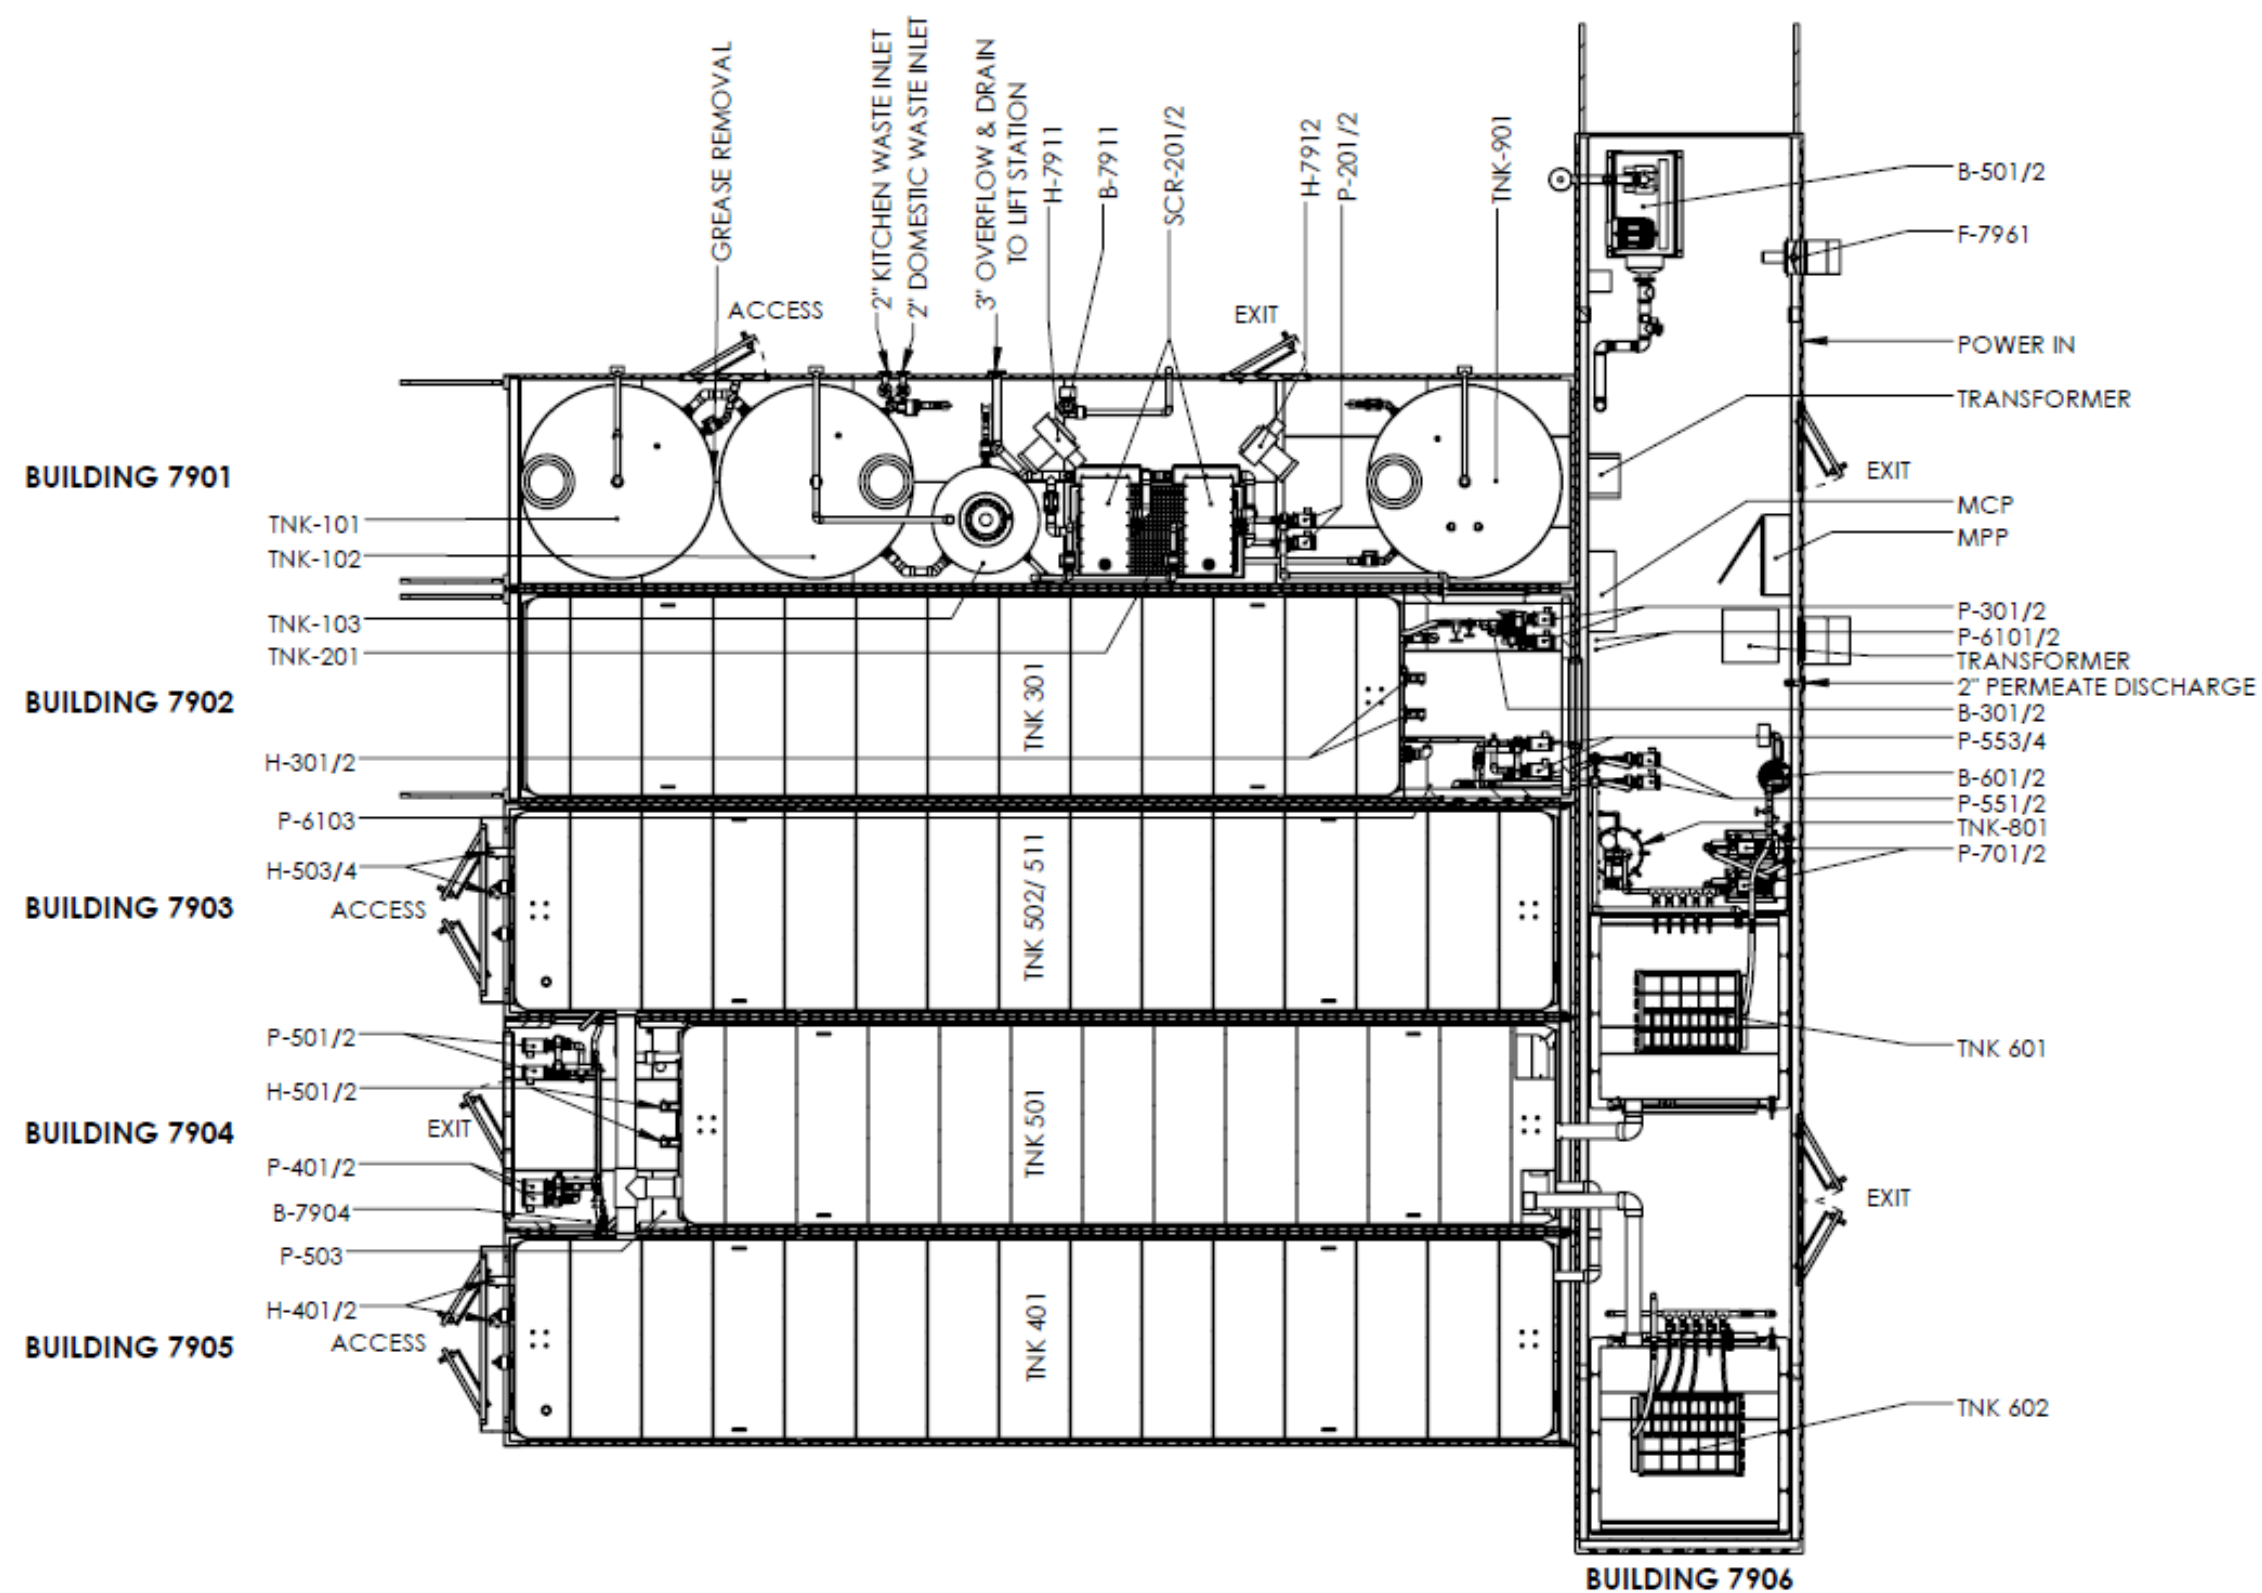 GREASE REMOVAL
2" KITCHEN WASTE INLET
2" DOMESTIC WASTE INLET
3" OVERFLOW & DRAIN
TO LIFT STATION
H-7911
B-7911
SCR-201/2
H-7912
P-201/2
TNK-901
ACCESS
EXIT
B-501/2
F-7961
POWER IN
TRANSFORMER
EXIT
MCP
MPP
P-301/2
P-6101/2
TRANSFORMER
2" PERMEATE DISCHARGE
B-301/2
P-553/4
B-601/2
P-551/2
TNK-801
P-701/2
TNK 601
EXIT
TNK 602
BUILDING 7901
TNK-101
TNK-102
TNK-103
TNK-201
BUILDING 7902
TNK 301
H-301/2
P-6103
H-503/4
BUILDING 7903
ACCESS
TNK 502/ 511
P-501/2
H-501/2
BUILDING 7904
EXIT
TNK 501
P-401/2
B-7904
P-503
H-401/2
BUILDING 7905
ACCESS
TNK 401
BUILDING 7906